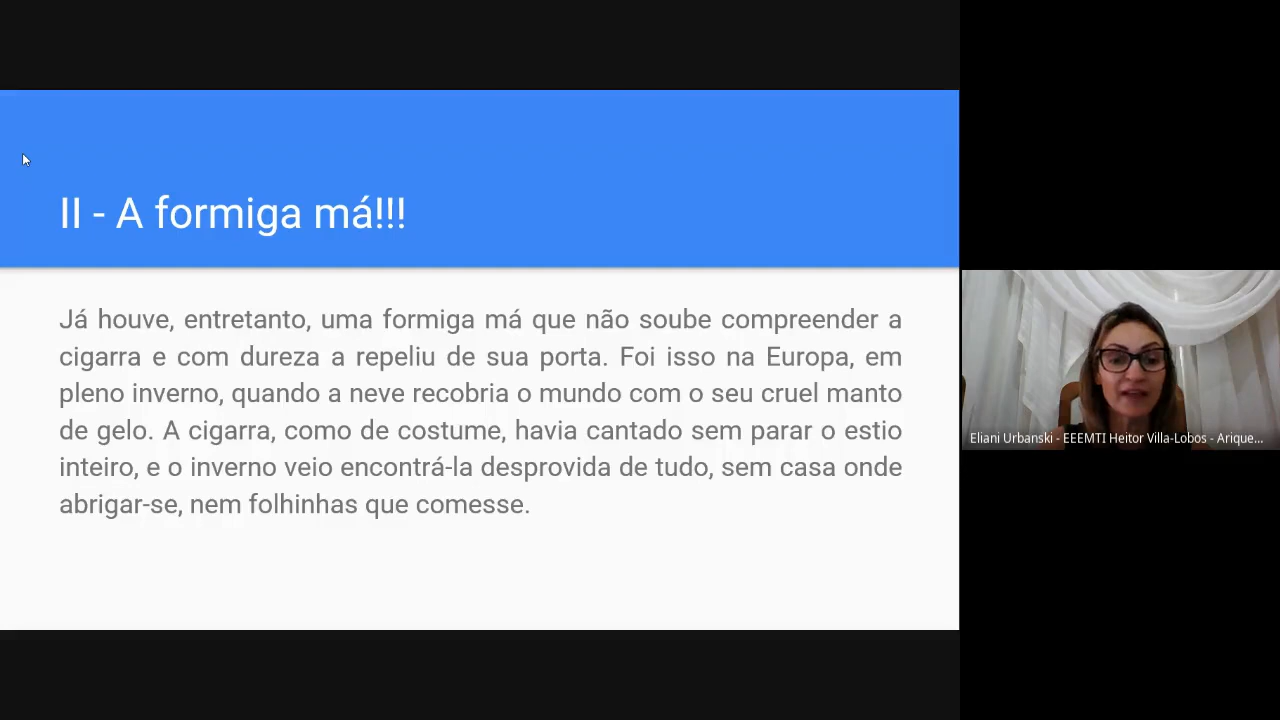 II - A formiga má!!!
Já houve, entretanto, uma formiga má que não soube compreender a
cigarra e com dureza a repeliu de sua porta. Foi isso na Europa, em
pleno inverno, quando a neve recobria o mundo com o seu cruel manto
de gelo. A cigarra, como de costume, havia cantado sem parar o estio
inteiro, e o inverno veio encontrá-la desprovida de tudo, sem casa onde
abrigar-se, nem folhinhas que comesse.
Eliani Urbanski - EEEMTI Heitor Villa-Lobos - Arique...